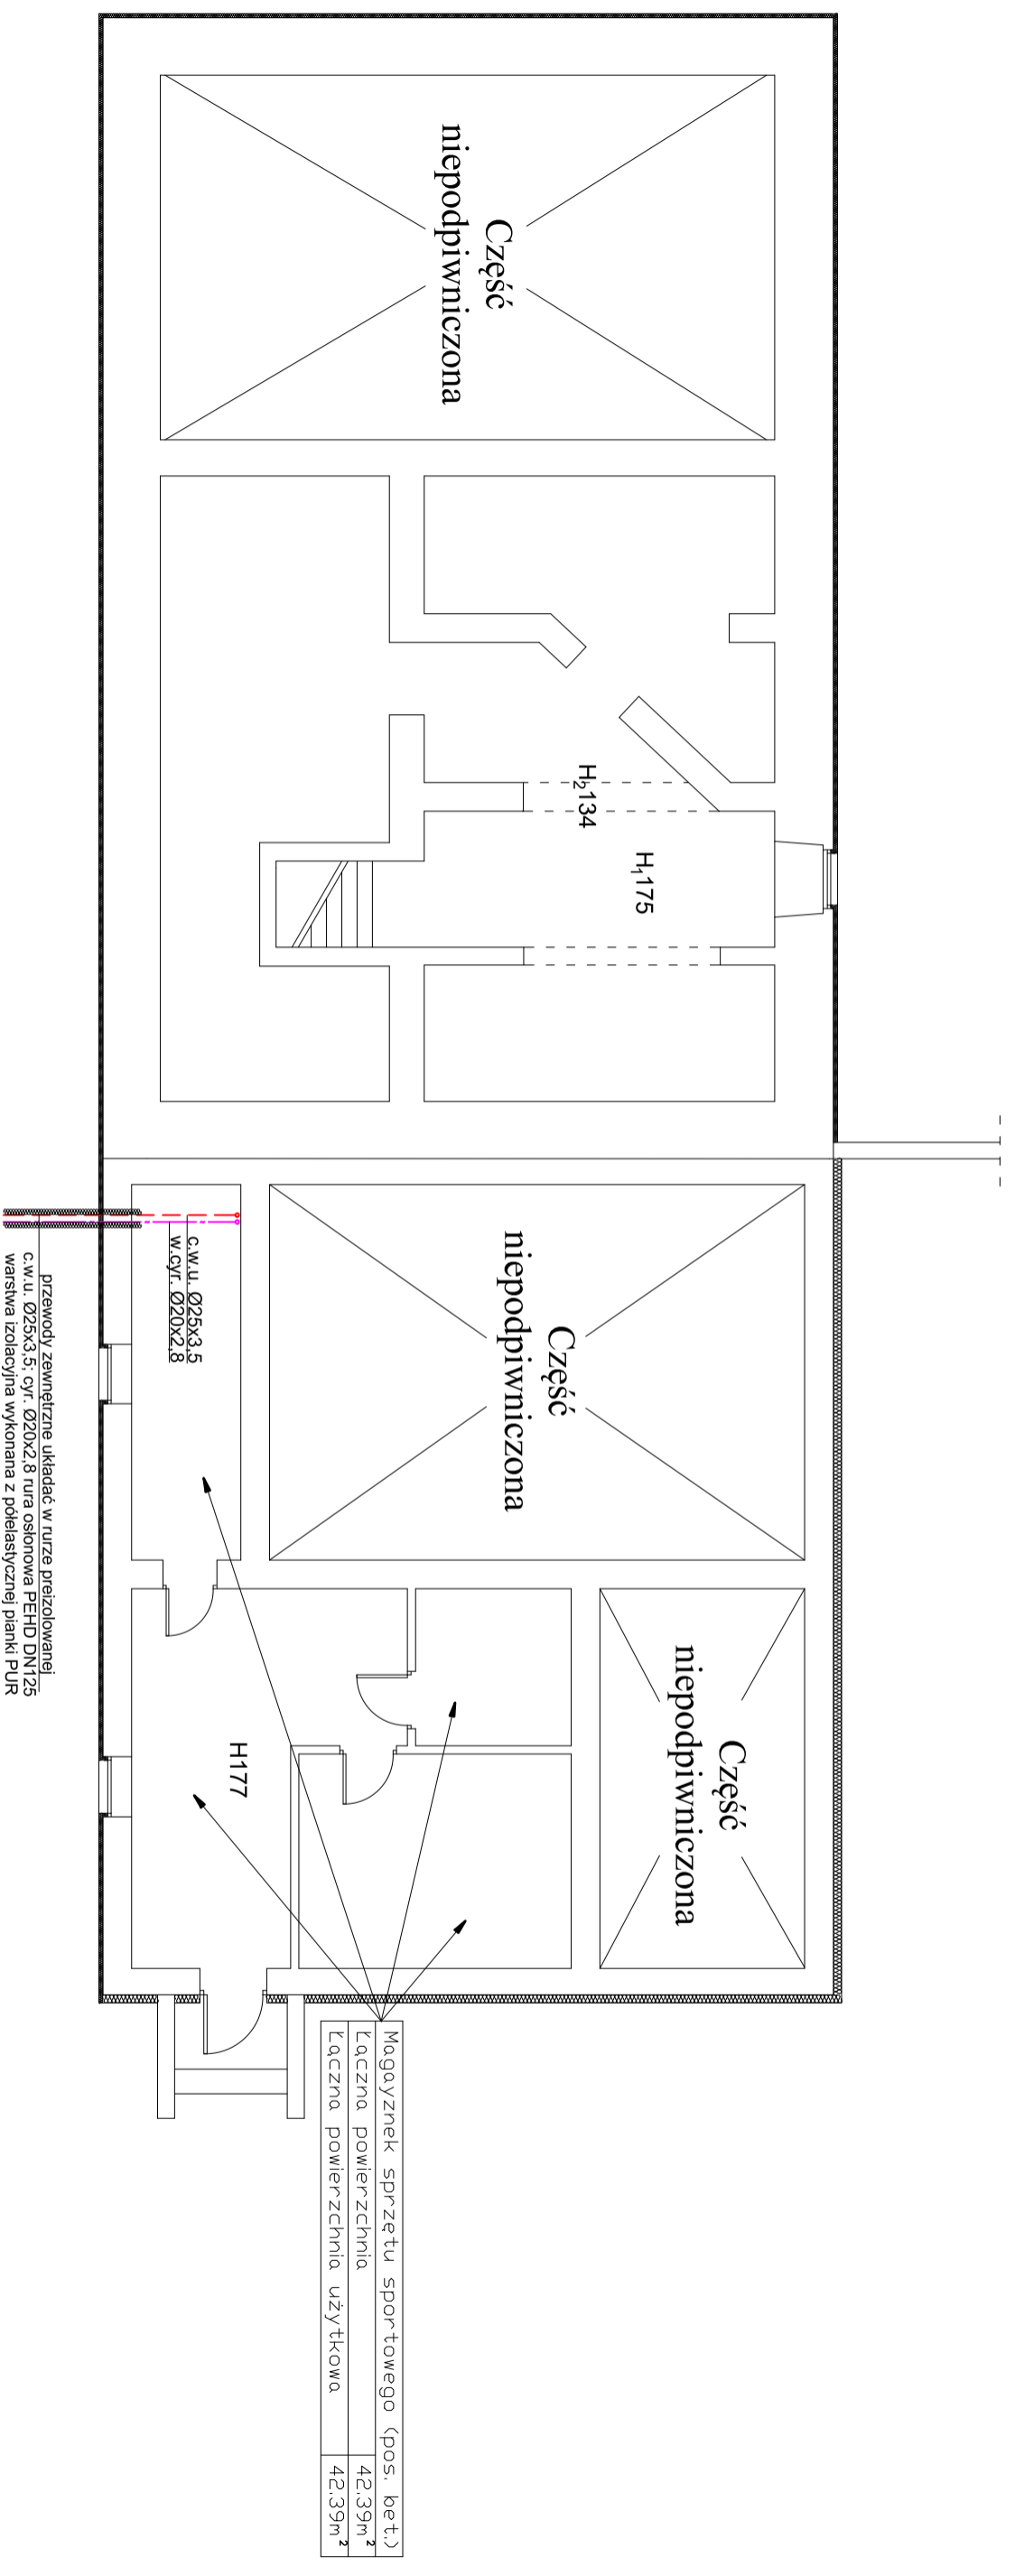 Część
niepodpiwniczona
H₂134
H₁175
c.w.u. Ø25x3,5
w.cyr. Ø20x2,8
przewody zewnętrzne układać w rurze preizolowanej
c.w.u. Ø25x3,5; cyr. Ø20x2,8 rura osłonowa PEHD DN125
warstwa izolacyjna wykonana z półelastycznej pianki PUR
Część
niepodpiwniczona
Część
niepodpiwniczona
H177
Magayznek sprzętu sportowego (pos. bet.)
Łączna powierzchnia 42.39m²
Łączna powierzchnia użytkowa 42.39m²